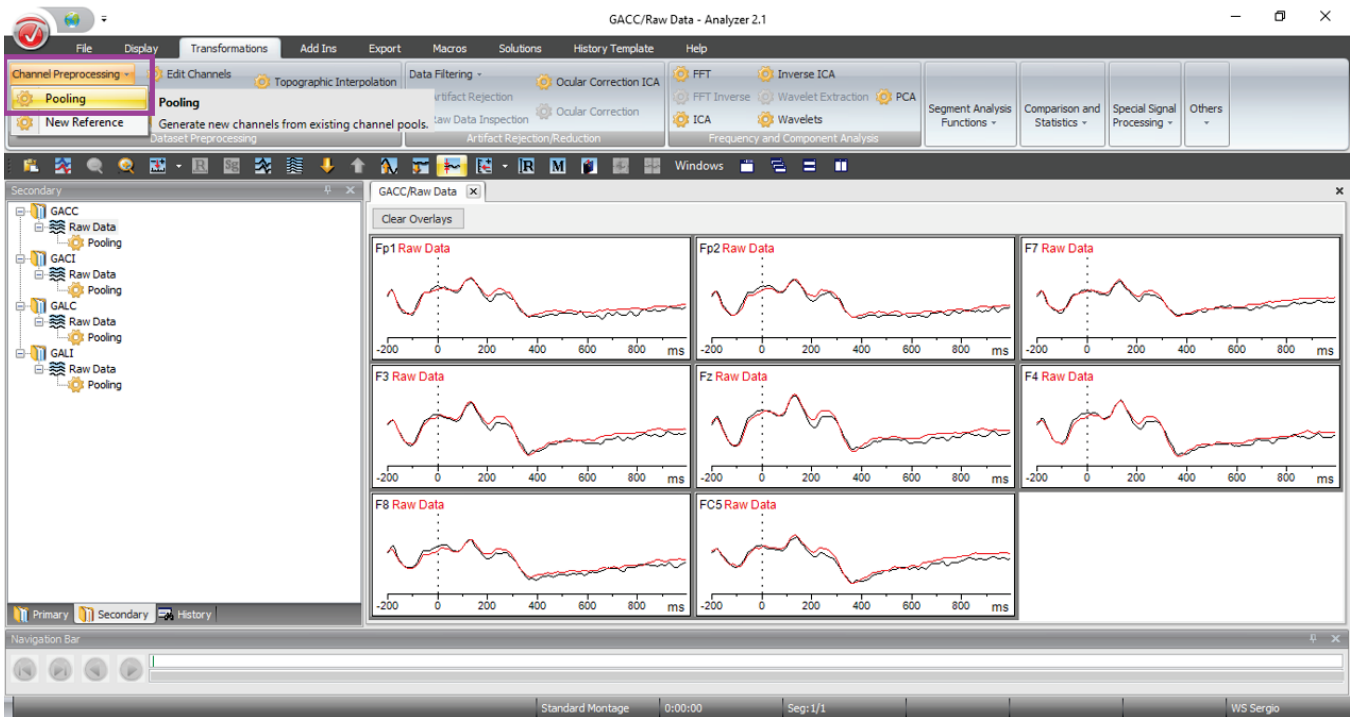 GACC/Raw Data - Analyzer 2.1
File Display Transformations Add Ins Export Macros Solutions History Template Help
Channel Preprocessing
Edit Channels
Topographic Interpolation
Pooling
New Reference
Pooling
Generate new channels from existing channel pools.
Dataset Preprocessing
Data Filtering
Ocular Correction ICA
Artifact Rejection
Raw Data Inspection
Ocular Correction
Artifact Rejection/Reduction
FFT
Inverse ICA
FFT Inverse
Wavelet Extraction
PCA
ICA
Wavelets
Frequency and Component Analysis
Segment Analysis
Functions
Comparison and
Statistics
Special Signal
Processing
Others
R Sg R M Windows
Secondary
GACC
Raw Data
Pooling
GACI
Raw Data
Pooling
GALC
Raw Data
Pooling
GALI
Raw Data
Pooling
Primary Secondary History
GACC/Raw Data
Clear Overlays
Fp1 Raw Data
-200 0 200 400 600 800 ms
Fp2 Raw Data
-200 0 200 400 600 800 ms
F7 Raw Data
-200 0 200 400 600 800 ms
F3 Raw Data
-200 0 200 400 600 800 ms
Fz Raw Data
-200 0 200 400 600 800 ms
F4 Raw Data
-200 0 200 400 600 800 ms
F8 Raw Data
-200 0 200 400 600 800 ms
FC5 Raw Data
-200 0 200 400 600 800 ms
Navigation Bar
Standard Montage 0:00:00 Seg:1/1 WS Sergio